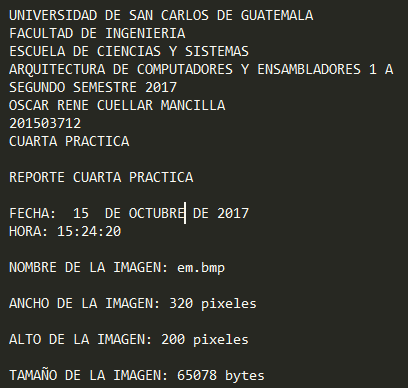 UNIVERSIDAD DE SAN CARLOS DE GUATEMALA
FACULTAD DE INGENIERIA
ESCUELA DE CIENCIAS Y SISTEMAS
ARQUITECTURA DE COMPUTADORES Y ENSAMBLADORES 1 A
SEGUNDO SEMESTRE 2017
OSCAR RENE CUELLAR MANCILLA
201503712
CUARTA PRACTICA
REPORTE CUARTA PRACTICA
FECHA:  15  DE OCTUBRE DE 2017
HORA: 15:24:20
NOMBRE DE LA IMAGEN: em.bmp
ANCHO DE LA IMAGEN: 320 pixeles
ALTO DE LA IMAGEN: 200 pixeles
TAMAÑO DE LA IMAGEN: 65078 bytes